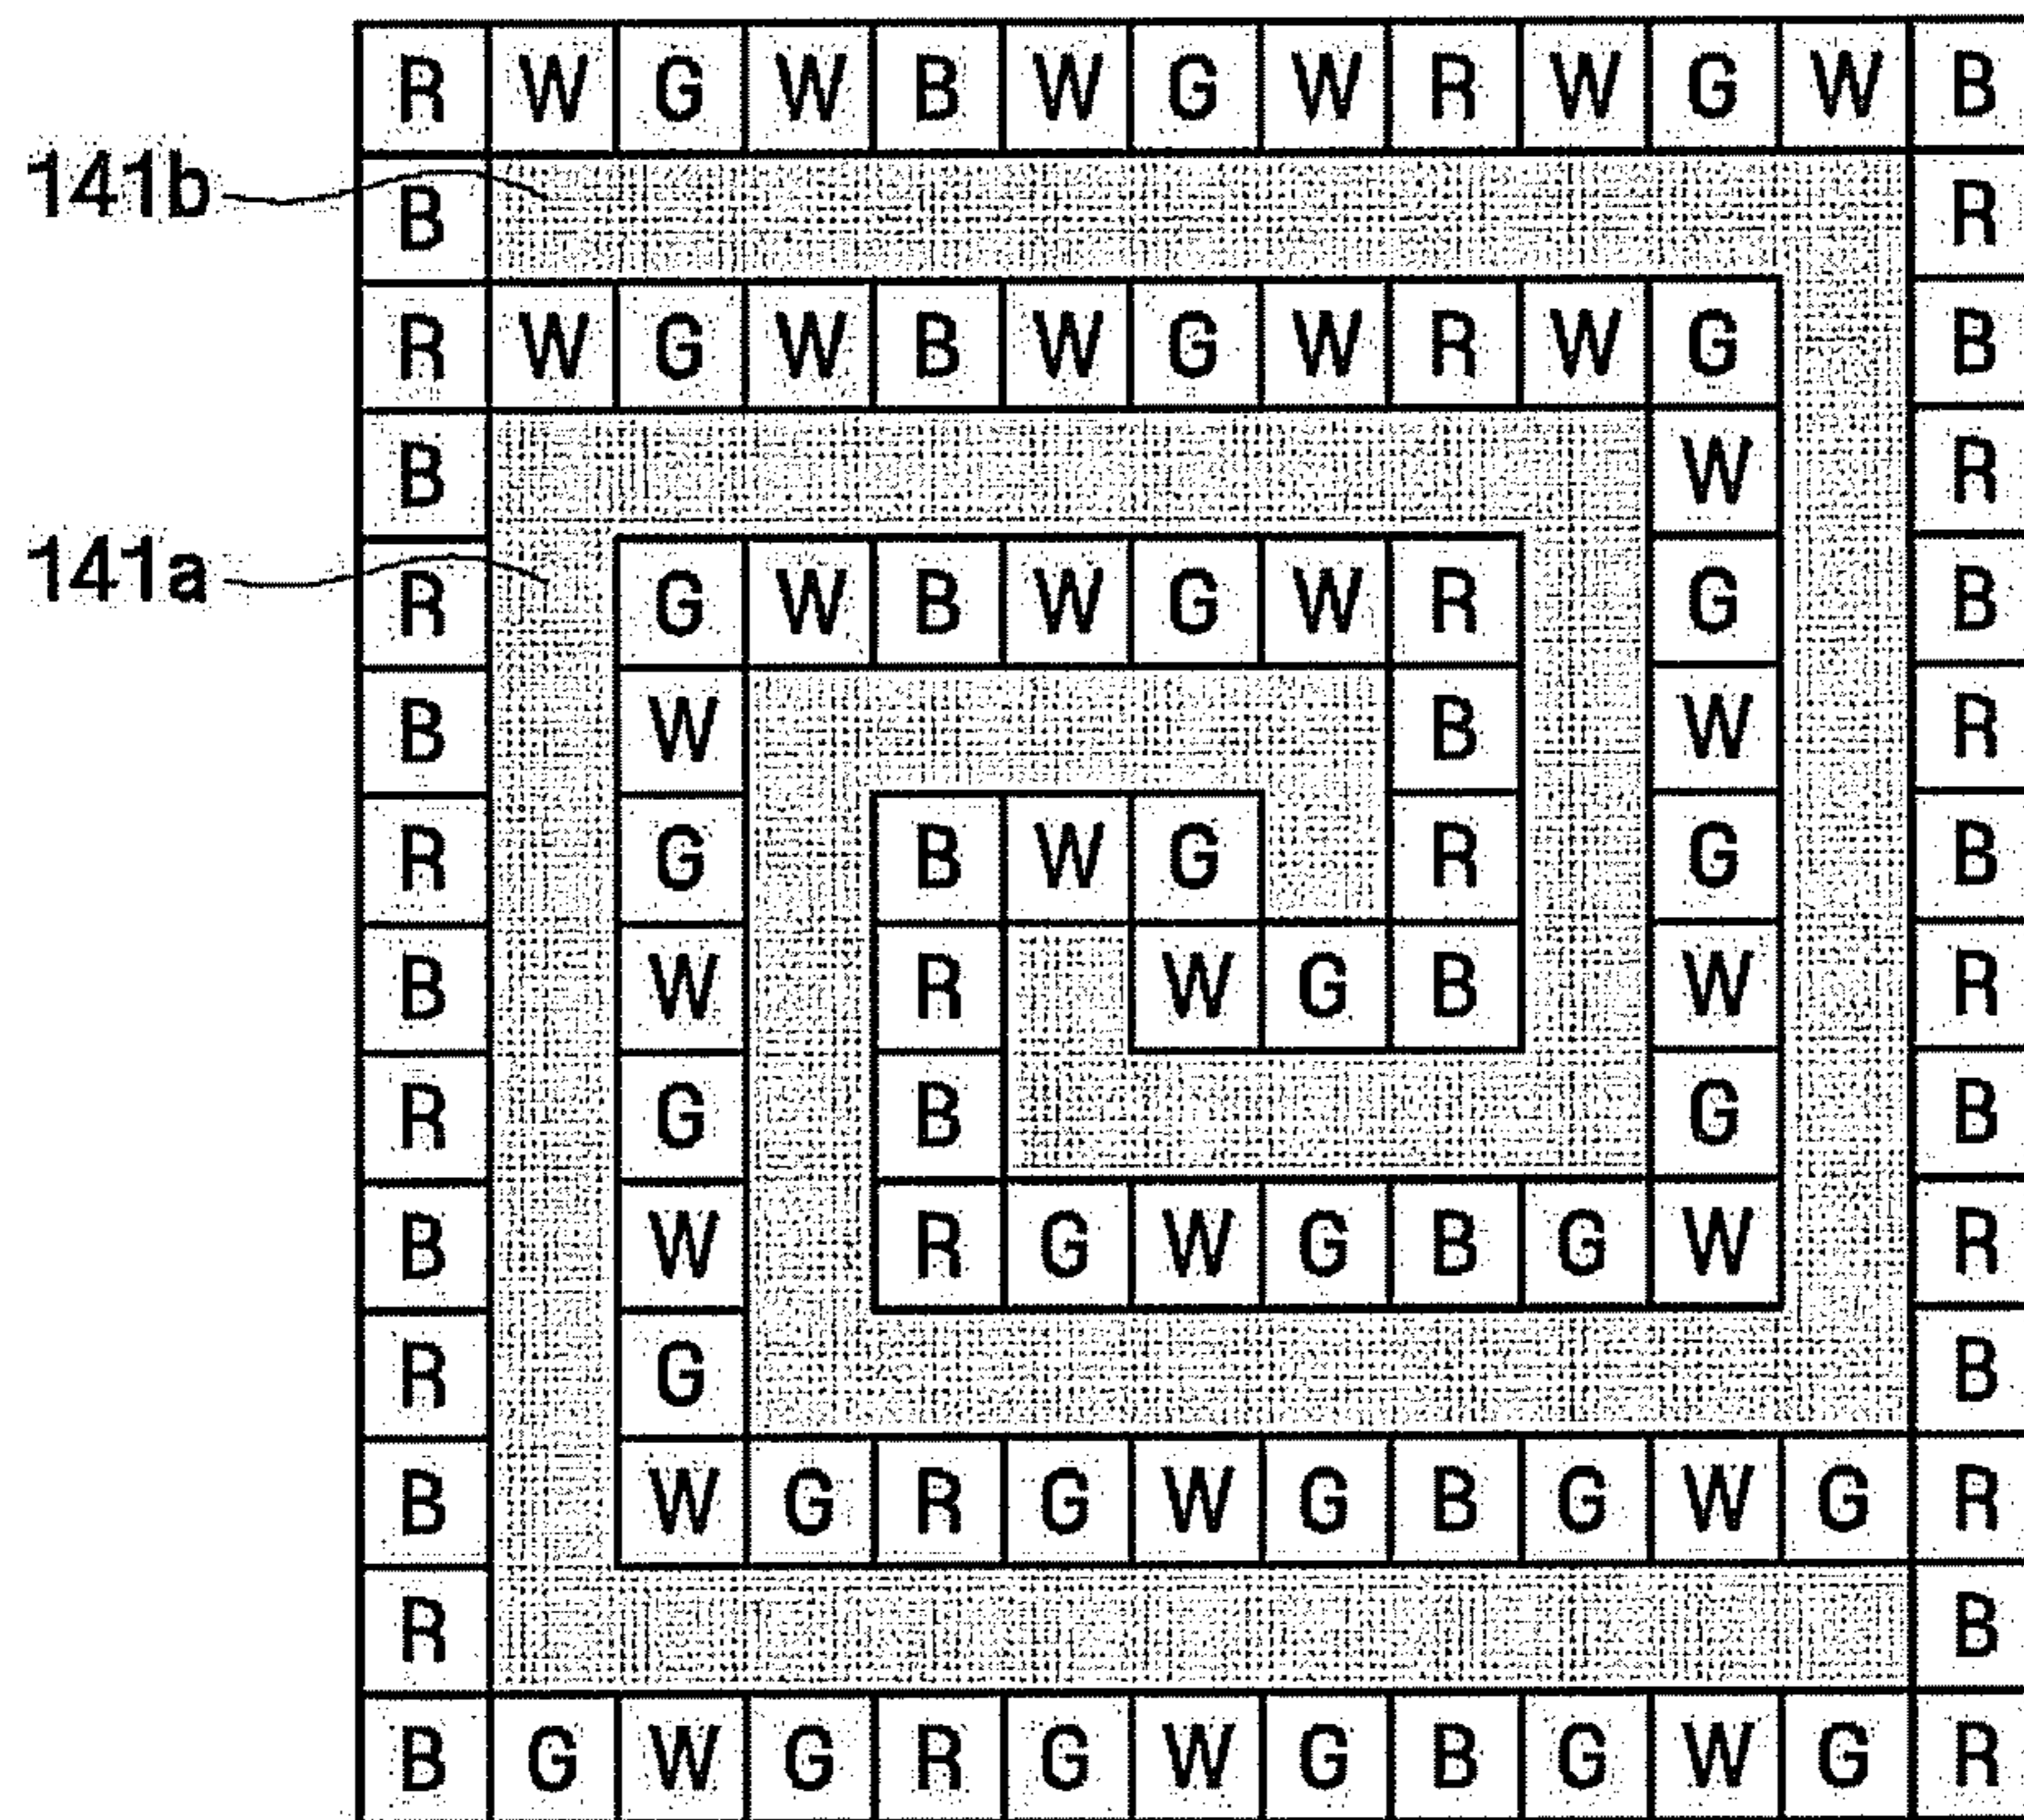 R W G W B W G W R W G W B
141b B R
R W G W B W G W R W G B
B W R
141a R G W B W G W R G B
B W B W R
R G B W G R G B
B W R W G B W R
R G B G B
B W R G W G B G W R
R G B
B W G R G W G B G W G R
R B
B G W G R G W G B G W G R